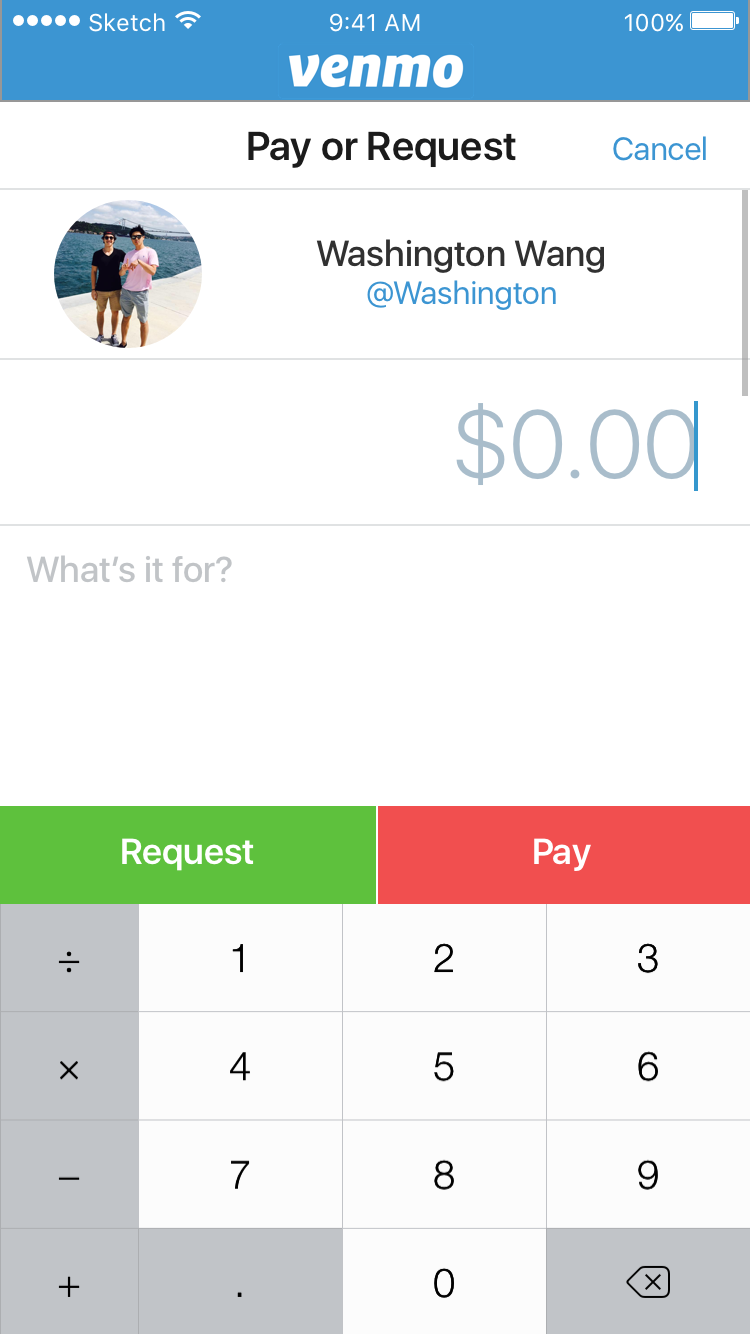 Sketch 9:41 AM 100%
venmo
Pay or Request Cancel
Washington Wang
@Washington
$0.00
What's it for?
Request Pay
÷ 1 2 3
× 4 5 6
– 7 8 9
+ . 0